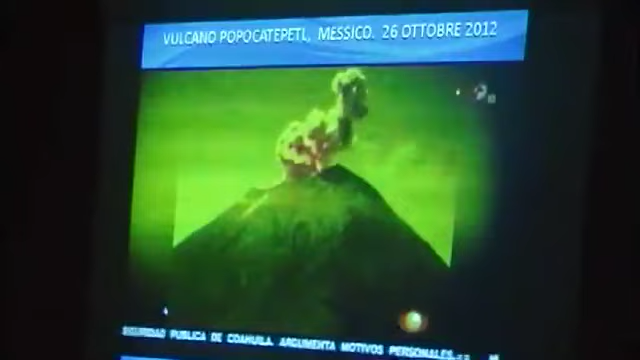 VULCANO POPOCATEPETL, MESSICO. 26 OTTOBRE 2012
SEGURIDAD PUBLICA DE COAHUILA. ARGUMENTA MOTIVOS PERSONALES.